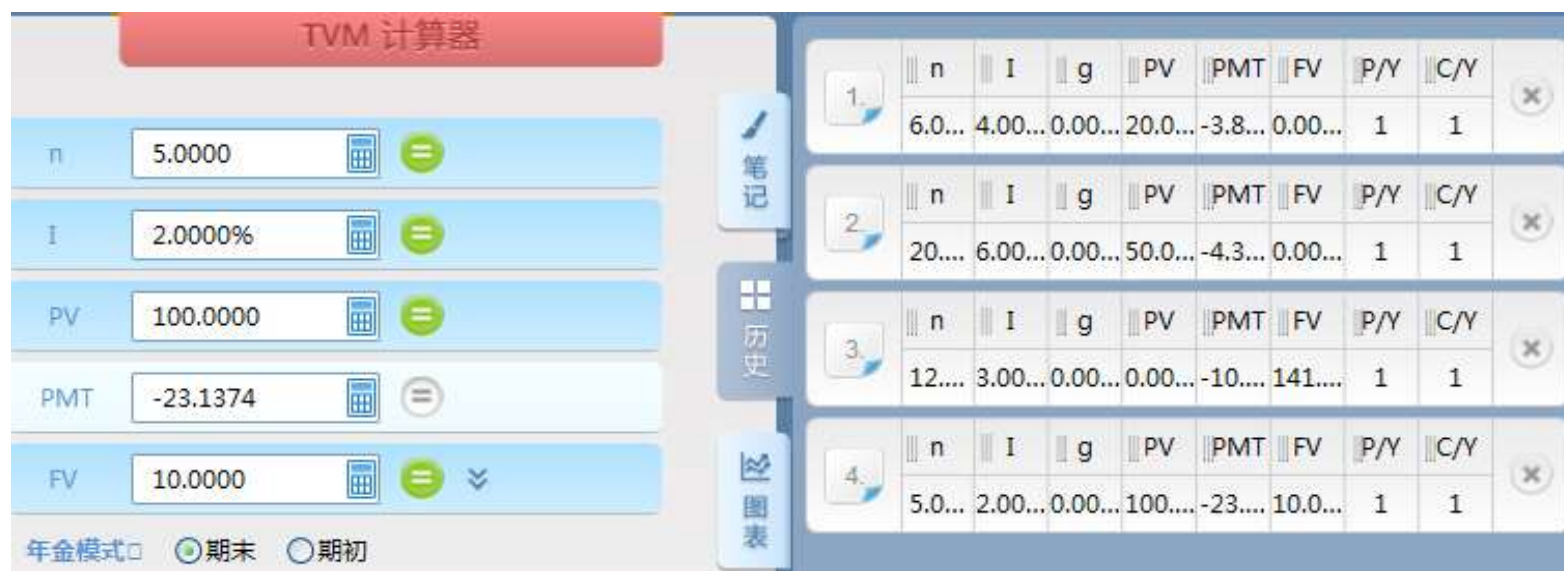 TVM 计算器
n 5.0000
I 2.0000%
PV 100.0000
PMT -23.1374
FV 10.0000
年金模式 期末 期初
笔记
历史
图表
1. n I g PV PMT FV P/Y C/Y
6.0... 4.00... 0.00... 20.0... -3.8... 0.00... 1 1
2. n I g PV PMT FV P/Y C/Y
20.... 6.00... 0.00... 50.0... -4.3... 0.00... 1 1
3. n I g PV PMT FV P/Y C/Y
12.... 3.00... 0.00... 0.00... -10.... 141.... 1 1
4. n I g PV PMT FV P/Y C/Y
5.0... 2.00... 0.00... 100.... -23.... 10.0... 1 1